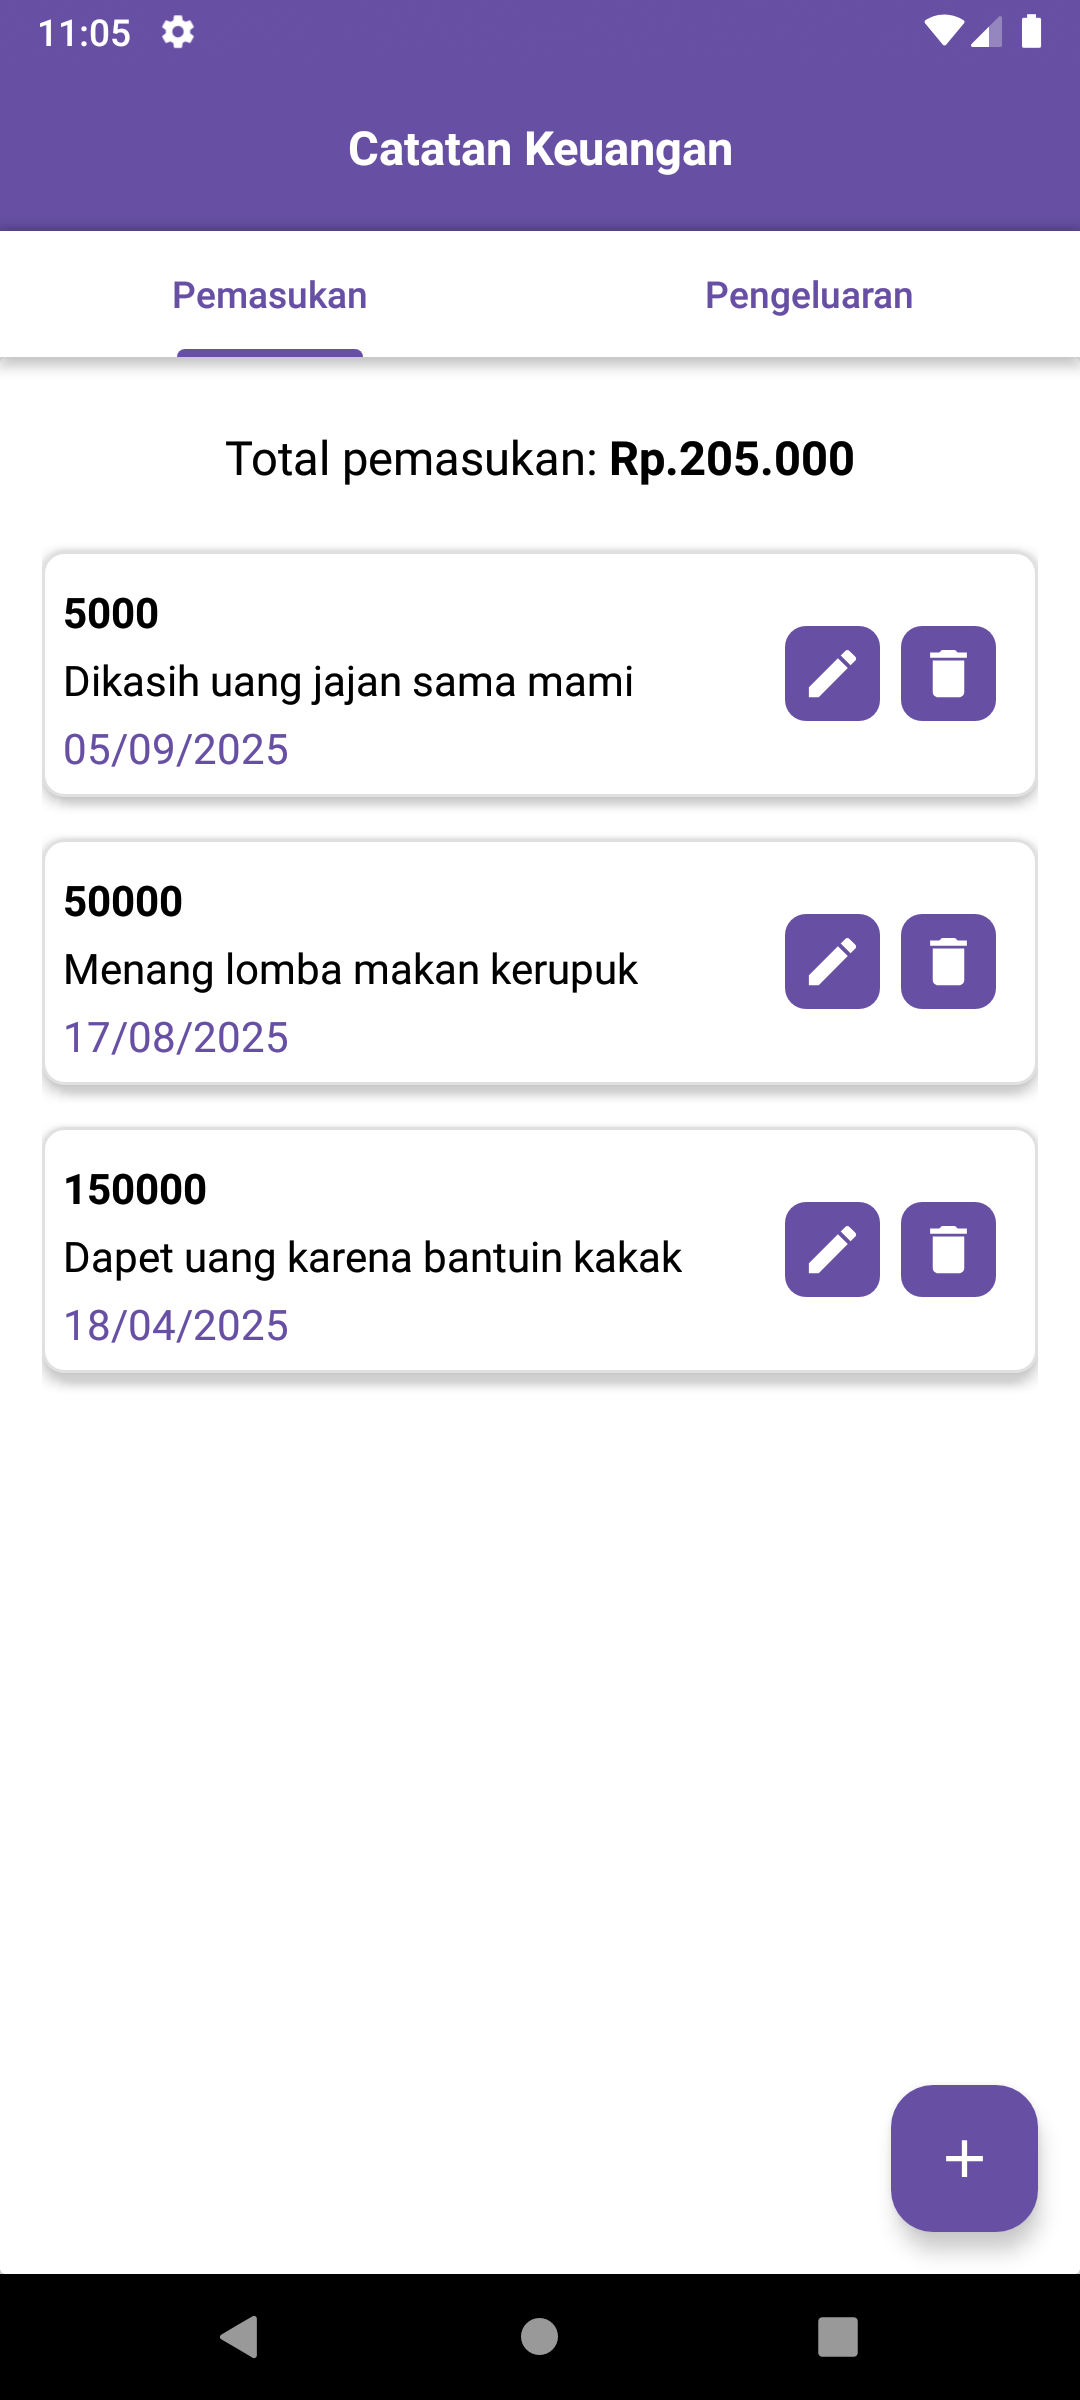 11:05
Catatan Keuangan
Pemasukan Pengeluaran
Total pemasukan: Rp.205.000
5000
Dikasih uang jajan sama mami
05/09/2025
50000
Menang lomba makan kerupuk
17/08/2025
150000
Dapet uang karena bantuin kakak
18/04/2025